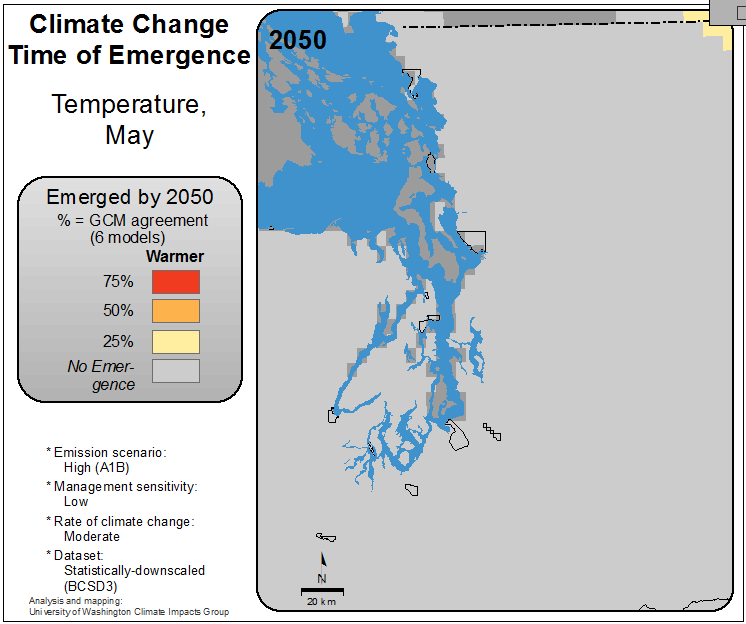 Climate Change
Time of Emergence
Temperature,
May
Emerged by 2050
% = GCM agreement
(6 models)
Warmer
75%
50%
25%
No Emer-
gence
* Emission scenario:
High (A1B)
* Management sensitivity:
Low
* Rate of climate change:
Moderate
* Dataset:
Statistically-downscaled
(BCSD3)
Analysis and mapping:
University of Washington Climate Impacts Group
2050
N
20 km